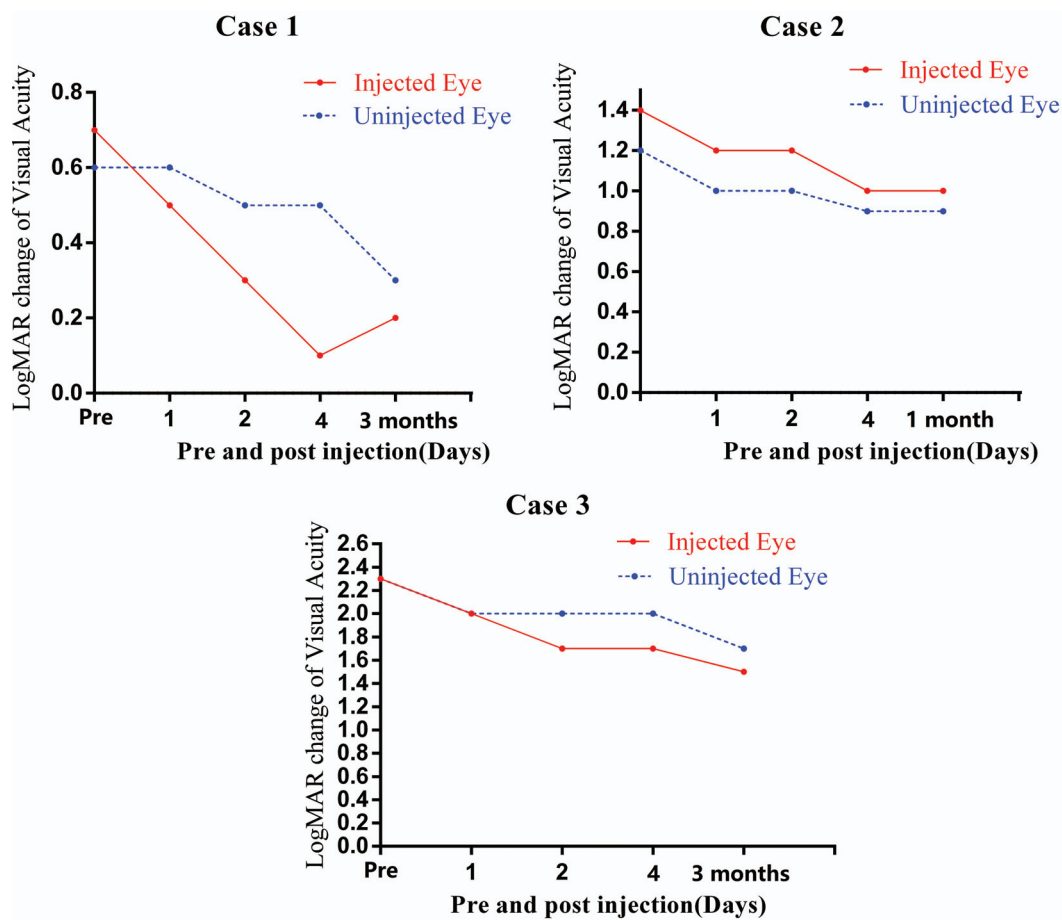 Case 1
Injected Eye
Uninjected Eye
LogMAR change of Visual Acuity
0.8
0.6
0.4
0.2
0.0
Pre 1 2 4 3 months
Pre and post injection(Days)
Case 2
Injected Eye
Uninjected Eye
LogMAR change of Visual Acuity
1.4
1.2
1.0
0.8
0.6
0.4
0.2
0.0
1 2 4 1 month
Pre and post injection(Days)
Case 3
Injected Eye
Uninjected Eye
LogMAR change of Visual Acuity
2.6
2.4
2.2
2.0
1.8
1.6
1.4
1.2
1.0
0.8
0.6
0.4
0.2
0.0
Pre 1 2 4 3 months
Pre and post injection(Days)